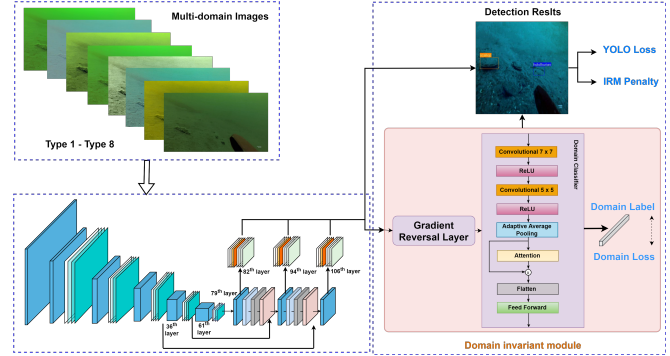 Multi-domain Images
Type 1 - Type 8
Detection Reslts
YOLO Loss
IRM Penalty
Convolutional 7 x 7
ReLU
Convolutional 5 x 5
ReLU
Adaptive Average
Pooling
Attention
Flatten
Feed Forward
Domain Classifier
Gradient
Reversal Layer
Domain Label
Domain Loss
Domain invariant module
82th layer
94th layer
106th layer
79th layer
36th
layer
61th
layer